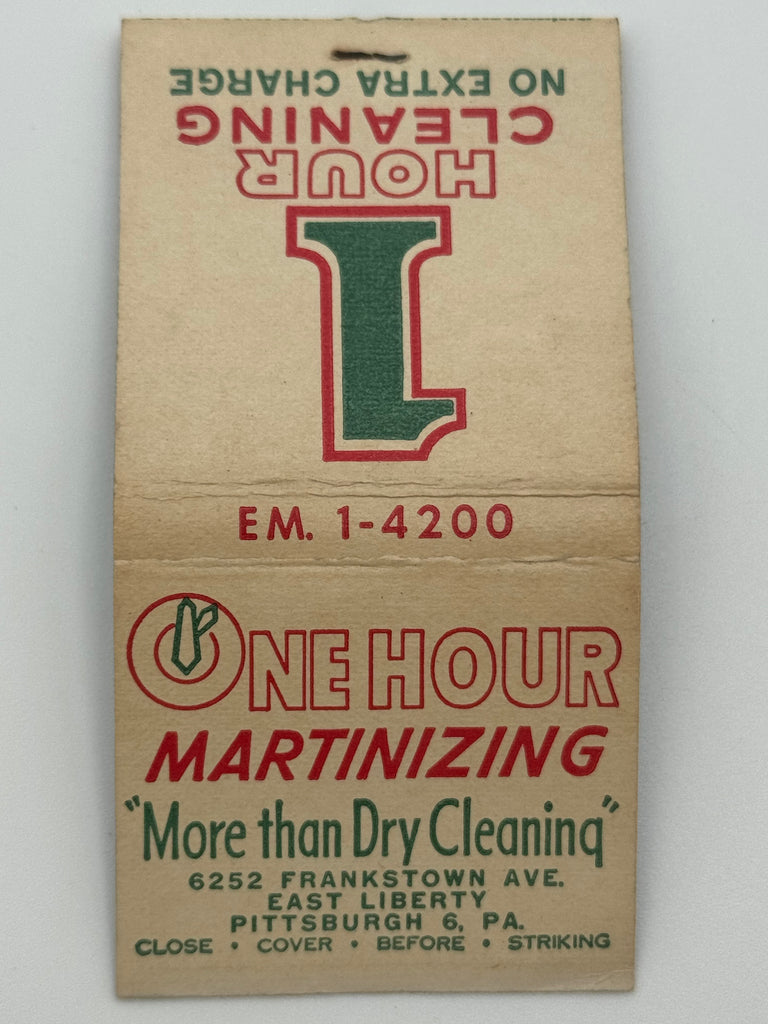 NO EXTRA CHARGE
CLEANING
HOUR
1
EM. 1-4200
ONE HOUR
MARTINIZING
"More than Dry Cleaning"
6252 FRANKSTOWN AVE.
EAST LIBERTY
PITTSBURGH 6, PA.
CLOSE • COVER • BEFORE • STRIKING